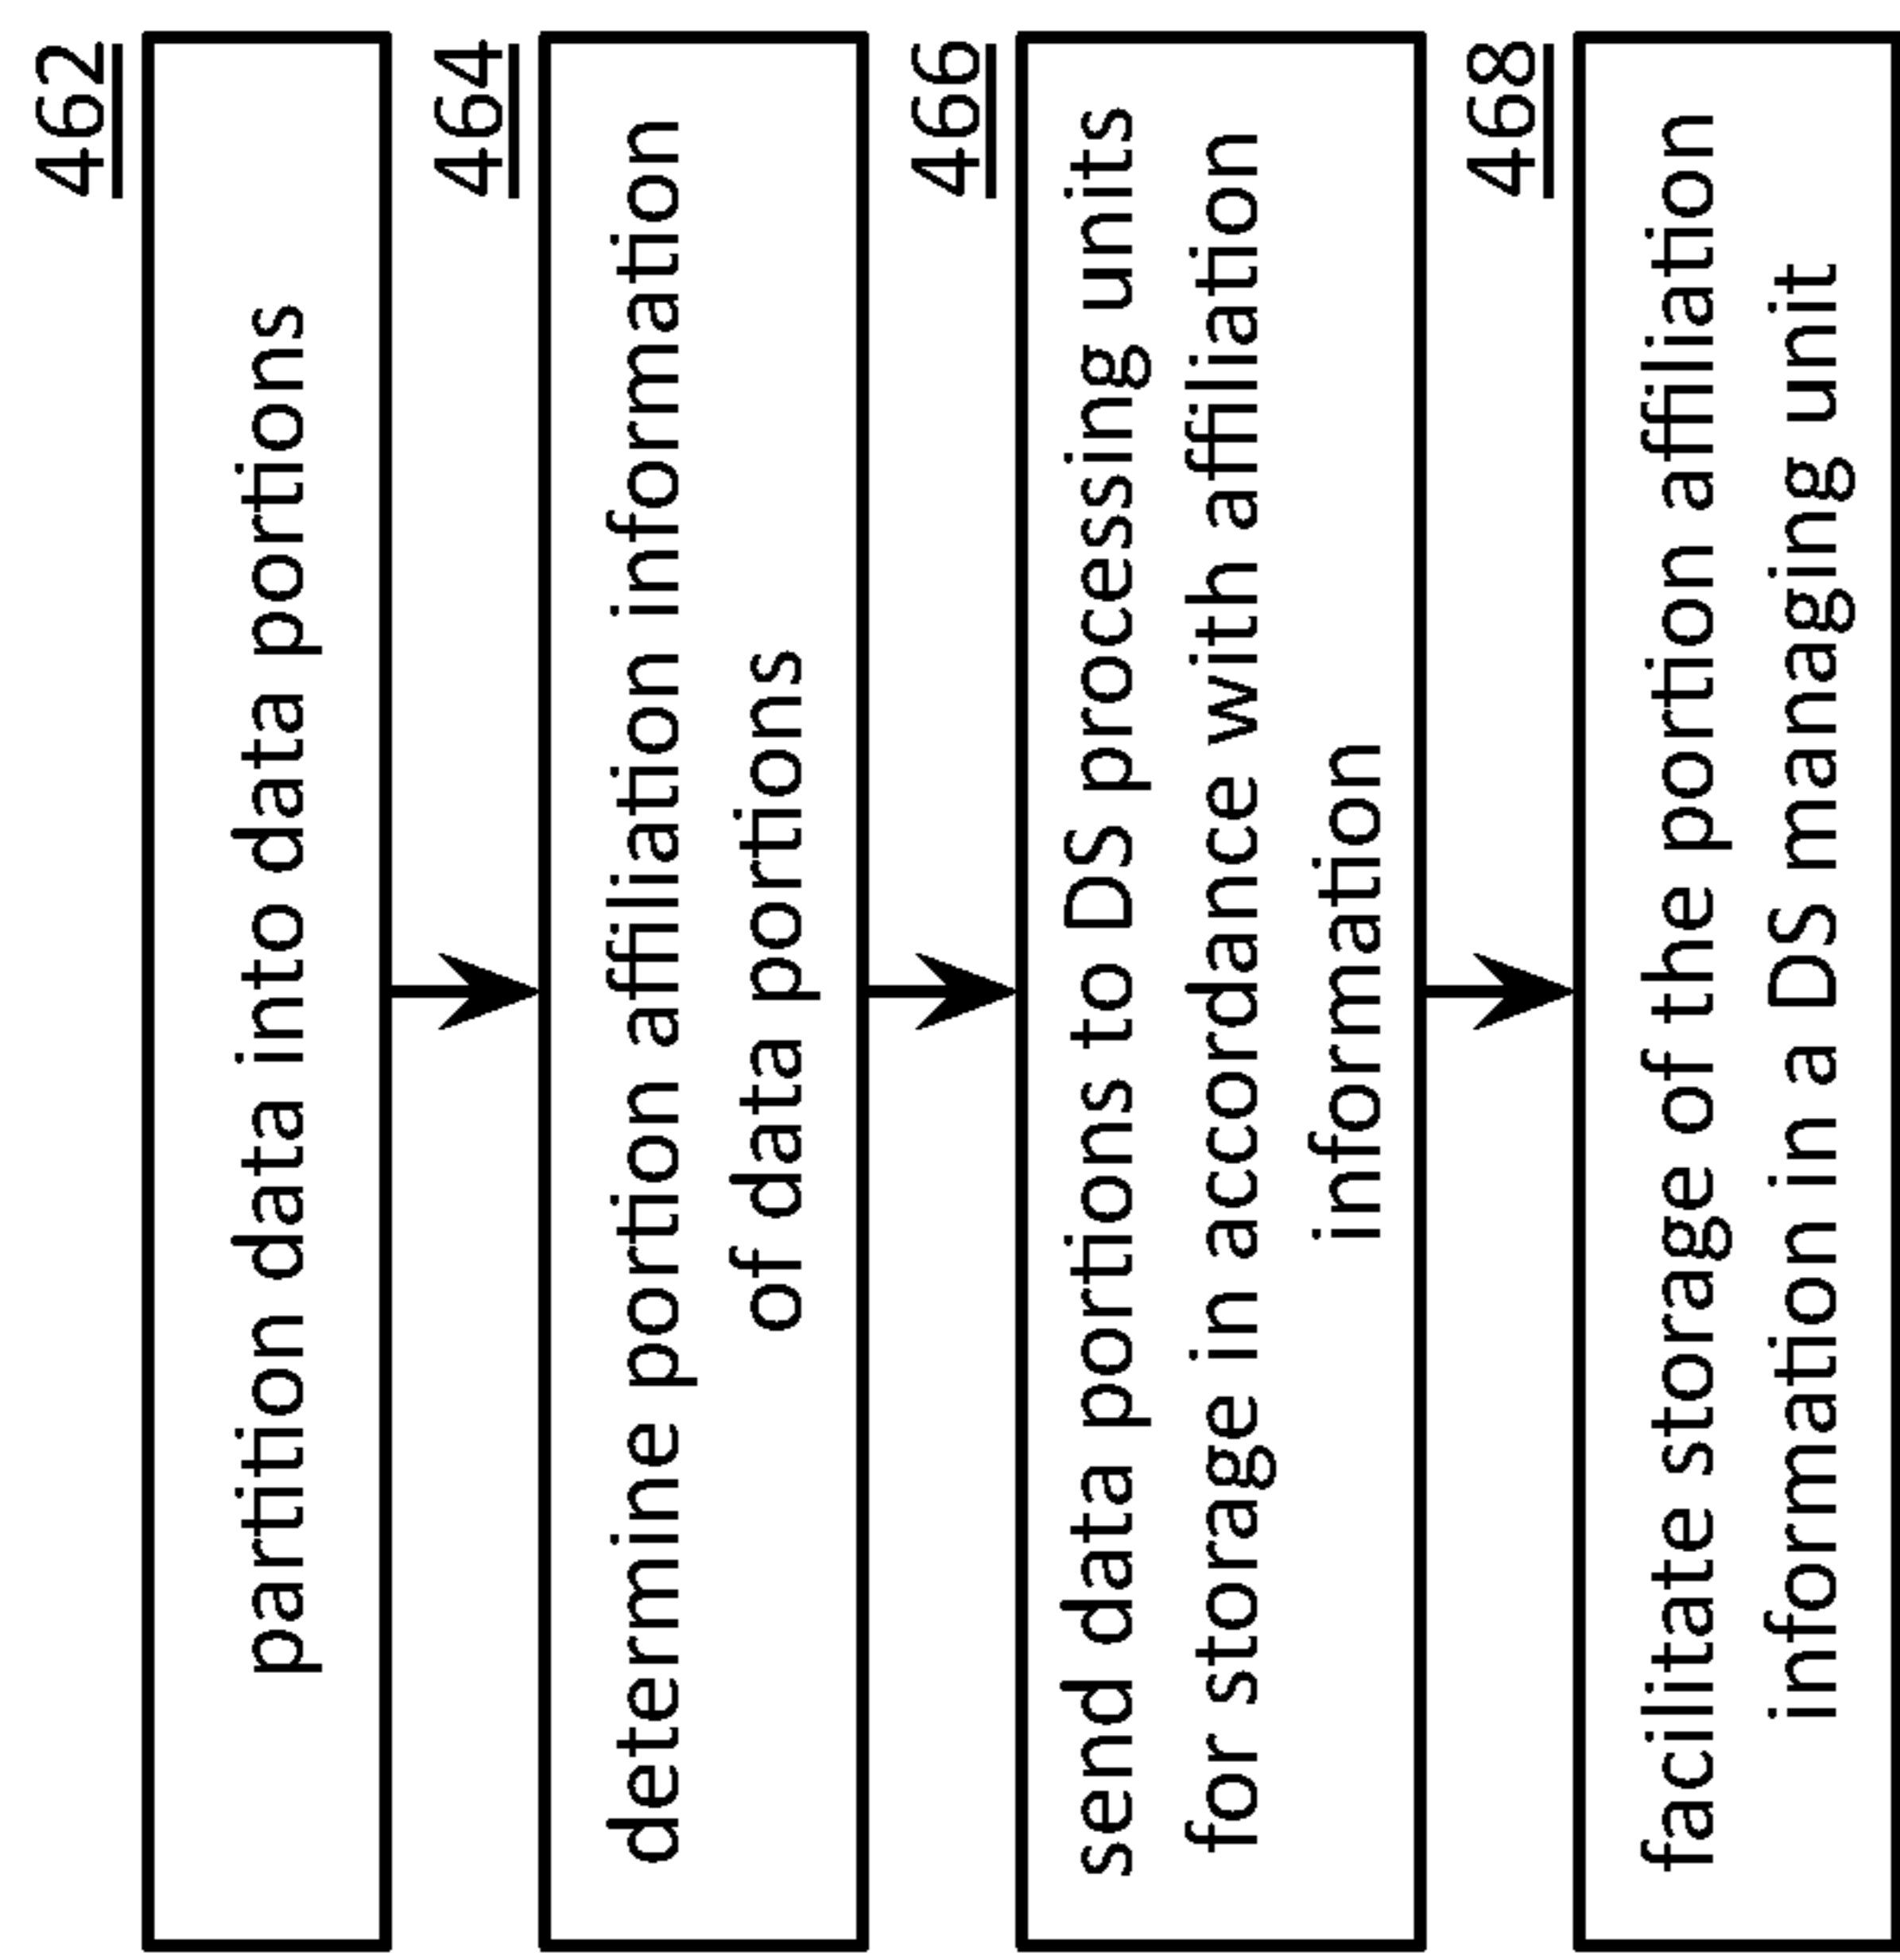 462
partition data into data portions
464
determine portion affiliation information
of data portions
466
send data portions to DS processing units
for storage in accordance with affiliation
information
468
facilitate storage of the portion affiliation
information in a DS managing unit